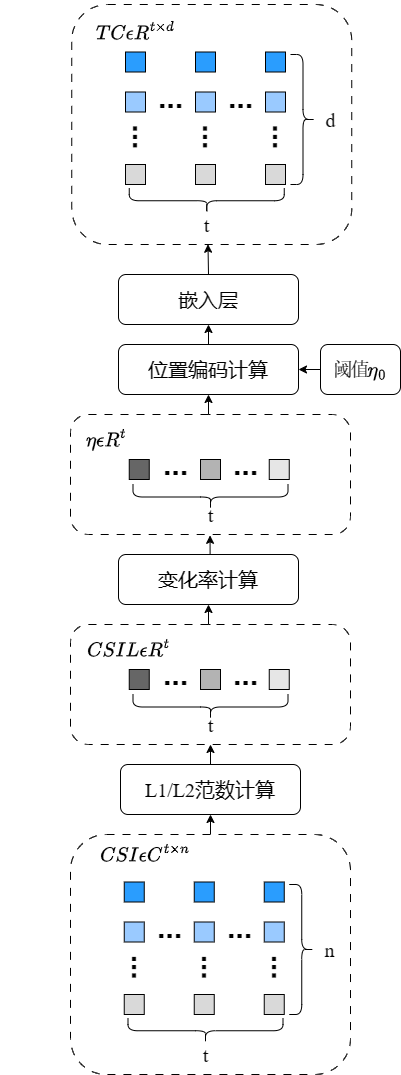 TCϵR^{t×d}
d
t
嵌入层
位置编码计算
阈值η₀
ηϵR^t
t
变化率计算
CSILϵR^t
t
L1/L2范数计算
CSIϵC^{t×n}
n
t